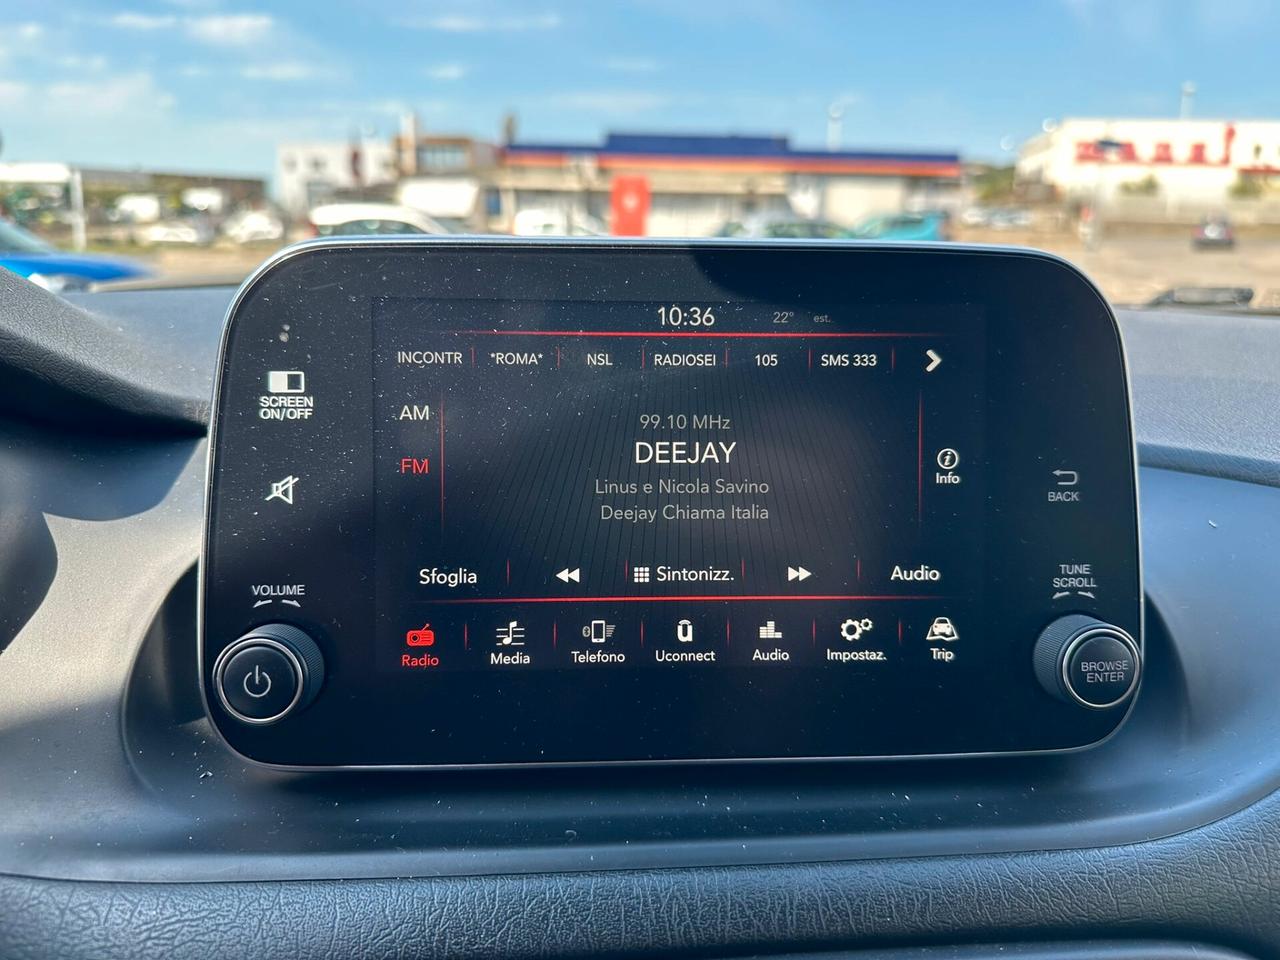 10:36 22° est.
INCONTR *ROMA* NSL RADIOSEI 105 SMS 333
SCREEN
ON/OFF
AM
99.10 MHz
DEEJAY
FM
Linus e Nicola Savino
Deejay Chiama Italia
Info
BACK
Sfoglia Sintonizz. Audio
VOLUME
TUNE
SCROLL
Radio Media Telefono Uconnect Audio Impostaz. Trip
BROWSE
ENTER